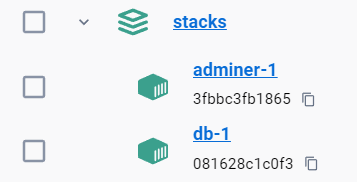 stacks
adminer-1
3fbbc3fb1865
db-1
081628c1c0f3